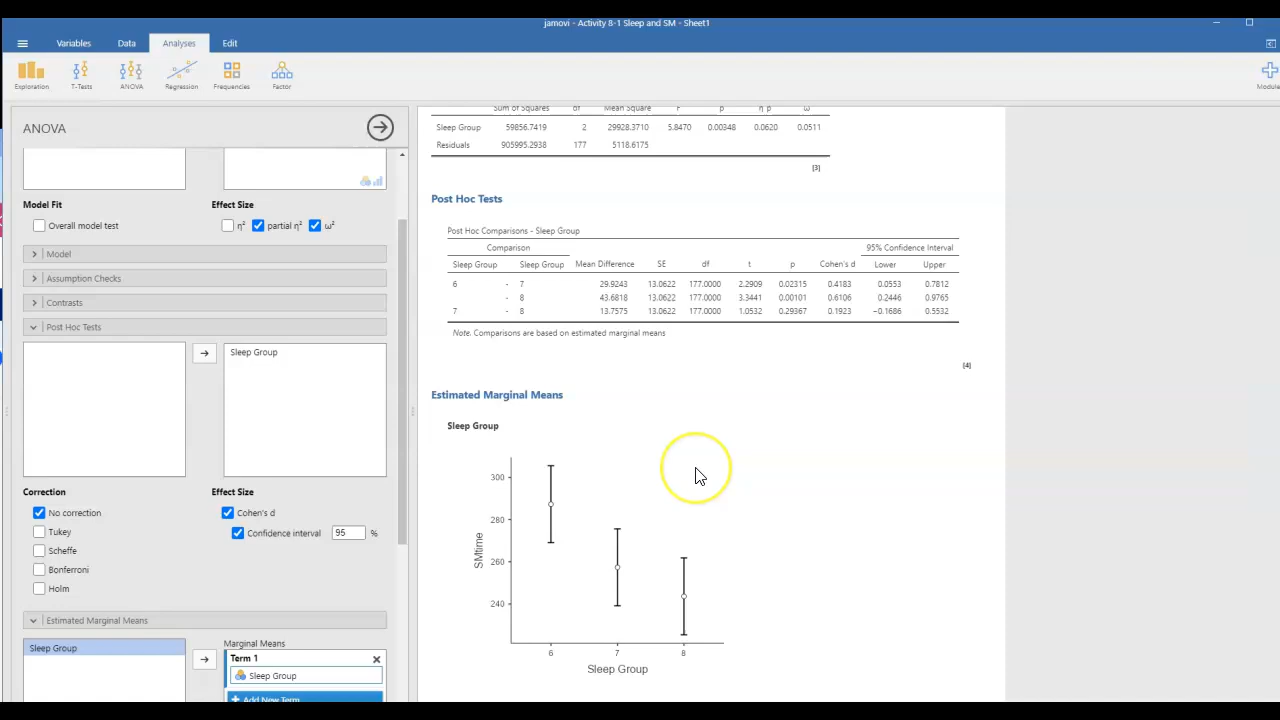 jamovi - Activity 8-1 Sleep and SM - Sheet1
Variables Data Analyses Edit
Exploration T-Tests ANOVA Regression Frequencies Factor Module
ANOVA
Model Fit Effect Size
Overall model test η² partial η² ω²
Model
Assumption Checks
Contrasts
Post Hoc Tests
Sleep Group
Correction Effect Size
No correction Cohen's d
Tukey Confidence interval 95 %
Scheffe
Bonferroni
Holm
Estimated Marginal Means
Sleep Group Marginal Means
Term 1
Sleep Group
Add New Term
Sum of Squares df Mean Square F p η p ω
Sleep Group 59856.7419 2 29928.3710 5.8470 0.00348 0.0620 0.0511
Residuals 905995.2938 177 5118.6175
[3]
Post Hoc Tests
Post Hoc Comparisons - Sleep Group
Comparison 95% Confidence Interval
Sleep Group Sleep Group Mean Difference SE df t p Cohen's d Lower Upper
6 - 7 29.9243 13.0622 177.0000 2.2909 0.02315 0.4183 0.0553 0.7812
- 8 43.6818 13.0622 177.0000 3.3441 0.00101 0.6106 0.2446 0.9765
7 - 8 13.7575 13.0622 177.0000 1.0532 0.29367 0.1923 −0.1686 0.5532
Note. Comparisons are based on estimated marginal means
[4]
Estimated Marginal Means
Sleep Group
300
280
260
240
SMtime
6 7 8
Sleep Group